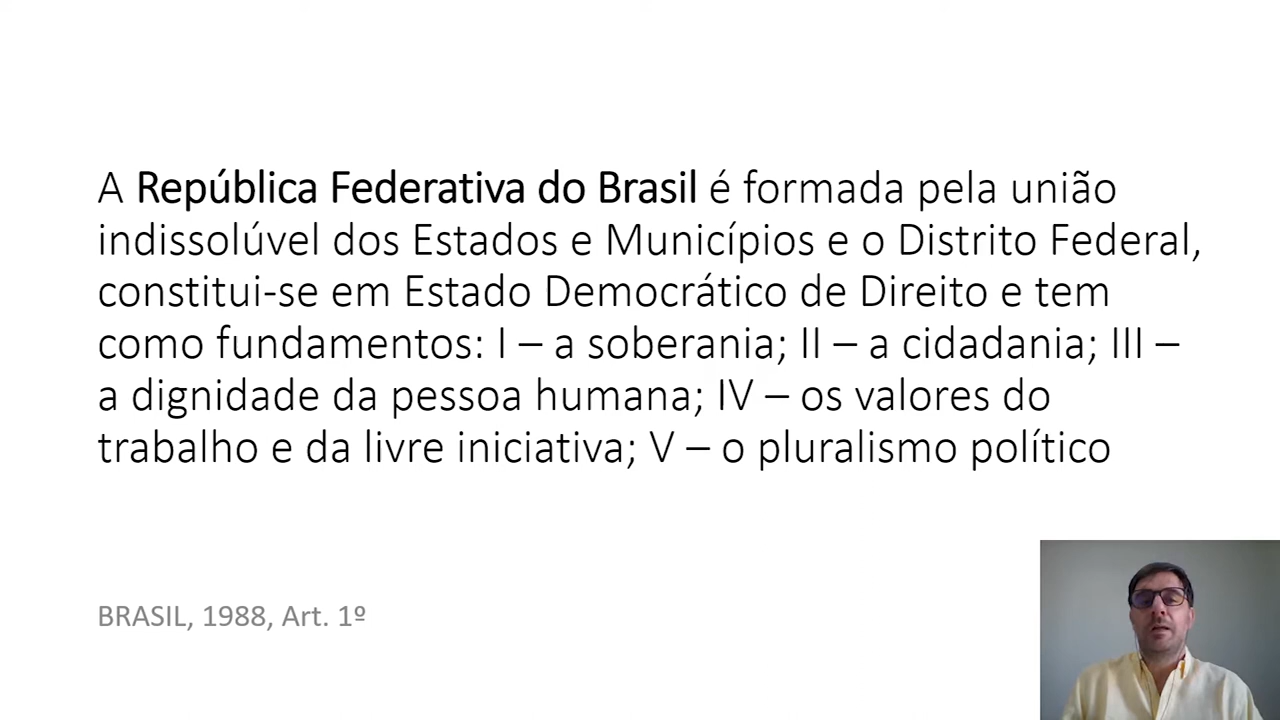 A República Federativa do Brasil é formada pela união
indissolúvel dos Estados e Municípios e o Distrito Federal,
constitui-se em Estado Democrático de Direito e tem
como fundamentos: I – a soberania; II – a cidadania; III –
a dignidade da pessoa humana; IV – os valores do
trabalho e da livre iniciativa; V – o pluralismo político
BRASIL, 1988, Art. 1º